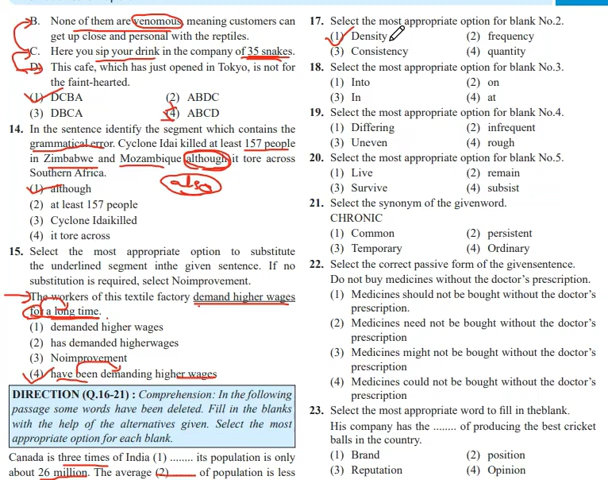 B. None of them are venomous, meaning customers can
get up close and personal with the reptiles.
C. Here you sip your drink in the company of 35 snakes.
D. This cafe, which has just opened in Tokyo, is not for
the faint-hearted.
(1) DCBA (2) ABDC
(3) DBCA (4) ABCD
14. In the sentence identify the segment which contains the
grammatical error. Cyclone Idai killed at least 157 people
in Zimbabwe and Mozambique although it tore across
Southern Africa.
also
(1) although
(2) at least 157 people
(3) Cyclone Idaikilled
(4) it tore across
15. Select the most appropriate option to substitute
the underlined segment inthe given sentence. If no
substitution is required, select Noimprovement.
The workers of this textile factory demand higher wages
for a long time.
(1) demanded higher wages
(2) has demanded higherwages
(3) Noimprovement
(4) have been demanding higher wages
DIRECTION (Q.16-21) : Comprehension: In the following
passage some words have been deleted. Fill in the blanks
with the help of the alternatives given. Select the most
appropriate option for each blank.
Canada is three times of India (1) ........ its population is only
about 26 million. The average (2) of population is less
17. Select the most appropriate option for blank No.2.
(1) Density (2) frequency
(3) Consistency (4) quantity
18. Select the most appropriate option for blank No.3.
(1) Into (2) on
(3) In (4) at
19. Select the most appropriate option for blank No.4.
(1) Differing (2) infrequent
(3) Uneven (4) rough
20. Select the most appropriate option for blank No.5.
(1) Live (2) remain
(3) Survive (4) subsist
21. Select the synonym of the givenword.
CHRONIC
(1) Common (2) persistent
(3) Temporary (4) Ordinary
22. Select the correct passive form of the givensentence.
Do not buy medicines without the doctor's prescription.
(1) Medicines should not be bought without the doctor's
prescription.
(2) Medicines need not be bought without the doctor's
prescription
(3) Medicines might not be bought without the doctor's
prescription
(4) Medicines could not be bought without the doctor's
prescription
23. Select the most appropriate word to fill in theblank.
His company has the ........ of producing the best cricket
balls in the country.
(1) Brand (2) position
(3) Reputation (4) Opinion